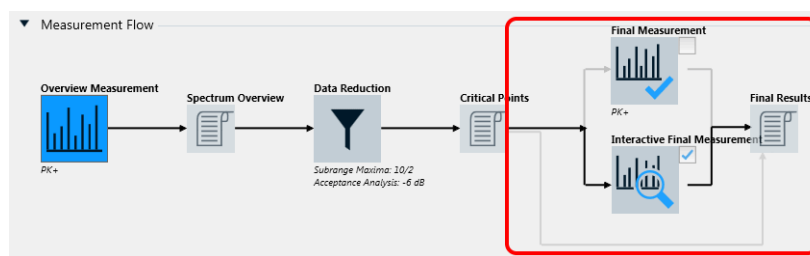 Measurement Flow
Final Measurement
Overview Measurement
Spectrum Overview
Data Reduction
Critical Points
Final Results
PK+
Interactive Final Measurement
PK+
Subrange Maxima: 10/2
Acceptance Analysis: -6 dB